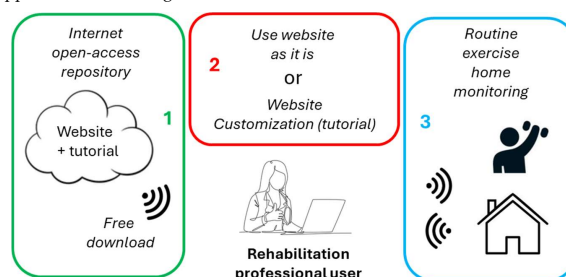 Internet
open-access
repository
Website
+ tutorial
1
Free
download
2
Use website
as it is
or
Website
Customization (tutorial)
Rehabilitation
professional user
Routine
exercise
home
monitoring
3